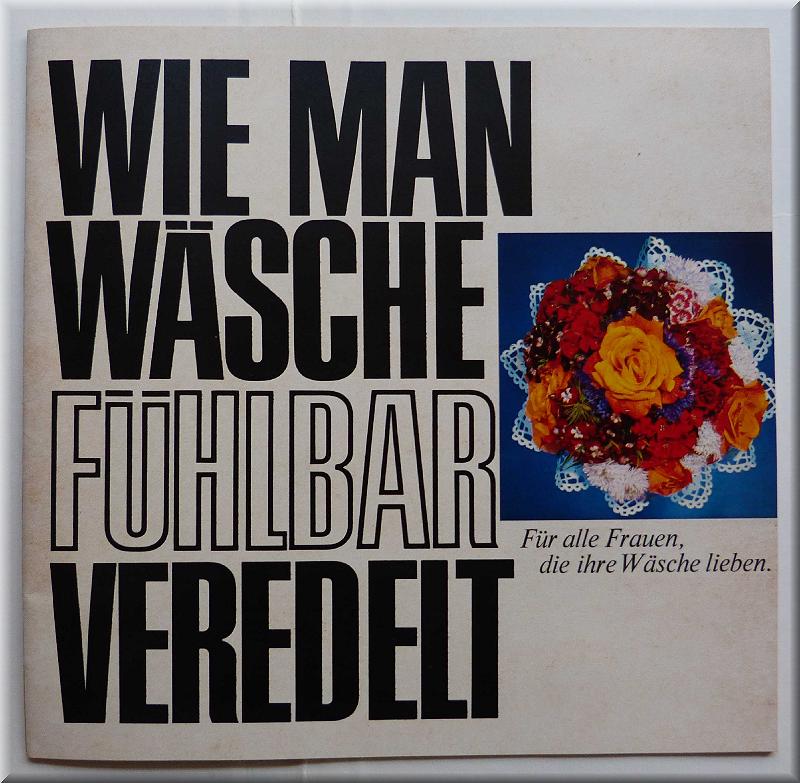 WIE MAN
WÄSCHE
FÜHLBAR
VEREDELT
Für alle Frauen,
die ihre Wäsche lieben.